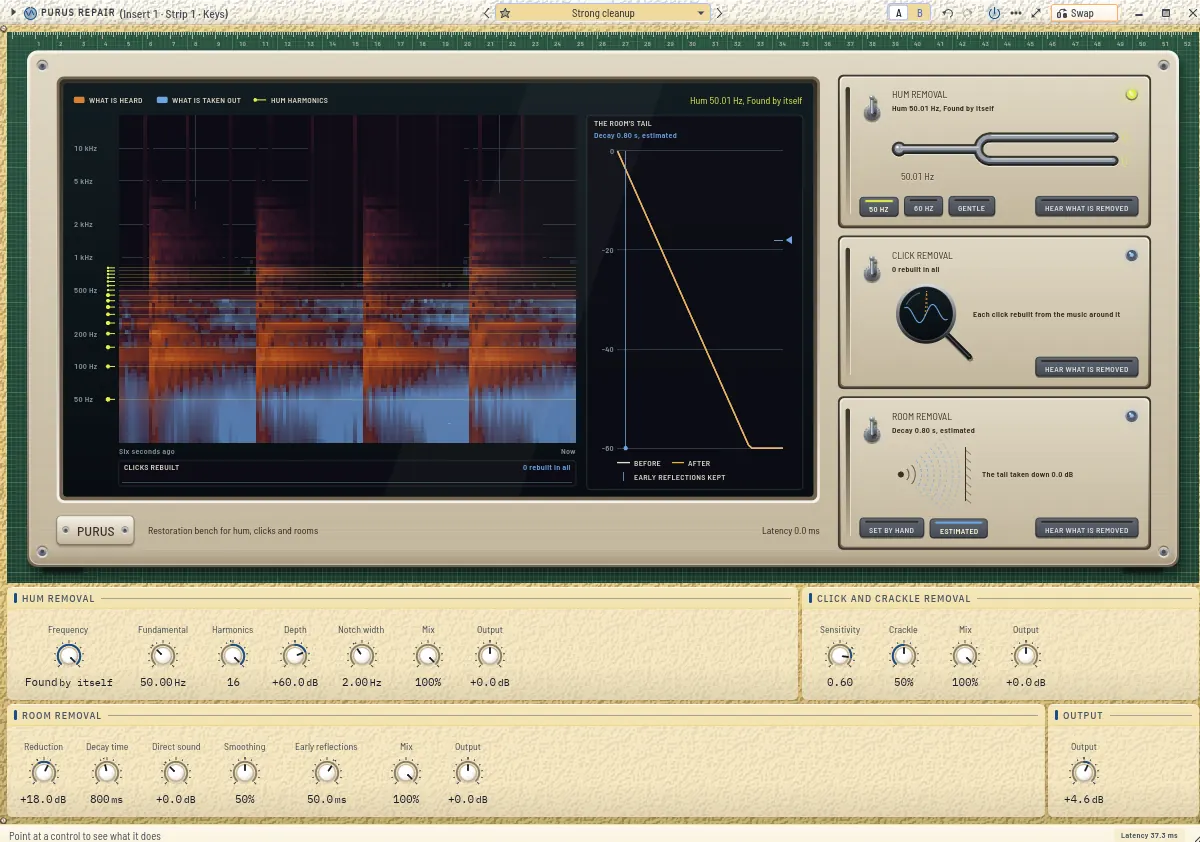 PURUS REPAIR (Insert 1 · Strip 1 · Keys)
Strong cleanup
A B
Swap
1 2 3 4 5 6 7 8 9 10 11 12 13 14 15 16 17 18 19 20 21 22 23 24 25 26 27 28 29 30 31 32 33 34 35 36 37 38 39 40 41 42 43 44 45 46 47 48 49 50 51 52
WHAT IS HEARD WHAT IS TAKEN OUT HUM HARMONICS
Hum 50.01 Hz, Found by itself
10 kHz
5 kHz
2 kHz
1 kHz
500 Hz
200 Hz
100 Hz
50 Hz
Six seconds ago Now
CLICKS REBUILT 0 rebuilt in all
THE ROOM'S TAIL
Decay 0.80 s, estimated
0
-20
-40
-60
BEFORE AFTER
EARLY REFLECTIONS KEPT
PURUS
Restoration bench for hum, clicks and rooms
Latency 0.0 ms
HUM REMOVAL
Hum 50.01 Hz, Found by itself
50.01 Hz
50 HZ 60 HZ GENTLE HEAR WHAT IS REMOVED
CLICK REMOVAL
0 rebuilt in all
Each click rebuilt from the music around it
HEAR WHAT IS REMOVED
ROOM REMOVAL
Decay 0.80 s, estimated
The tail taken down 0.0 dB
SET BY HAND ESTIMATED HEAR WHAT IS REMOVED
HUM REMOVAL
Frequency Fundamental Harmonics Depth Notch width Mix Output
Found by itself 50.00 Hz 16 +60.0 dB 2.00 Hz 100% +0.0 dB
CLICK AND CRACKLE REMOVAL
Sensitivity Crackle Mix Output
0.60 50% 100% +0.0 dB
ROOM REMOVAL
Reduction Decay time Direct sound Smoothing Early reflections Mix Output
+18.0 dB 800 ms +0.0 dB 50% 50.0 ms 100% +0.0 dB
OUTPUT
Output
+4.6 dB
Point at a control to see what it does
Latency 37.3 ms